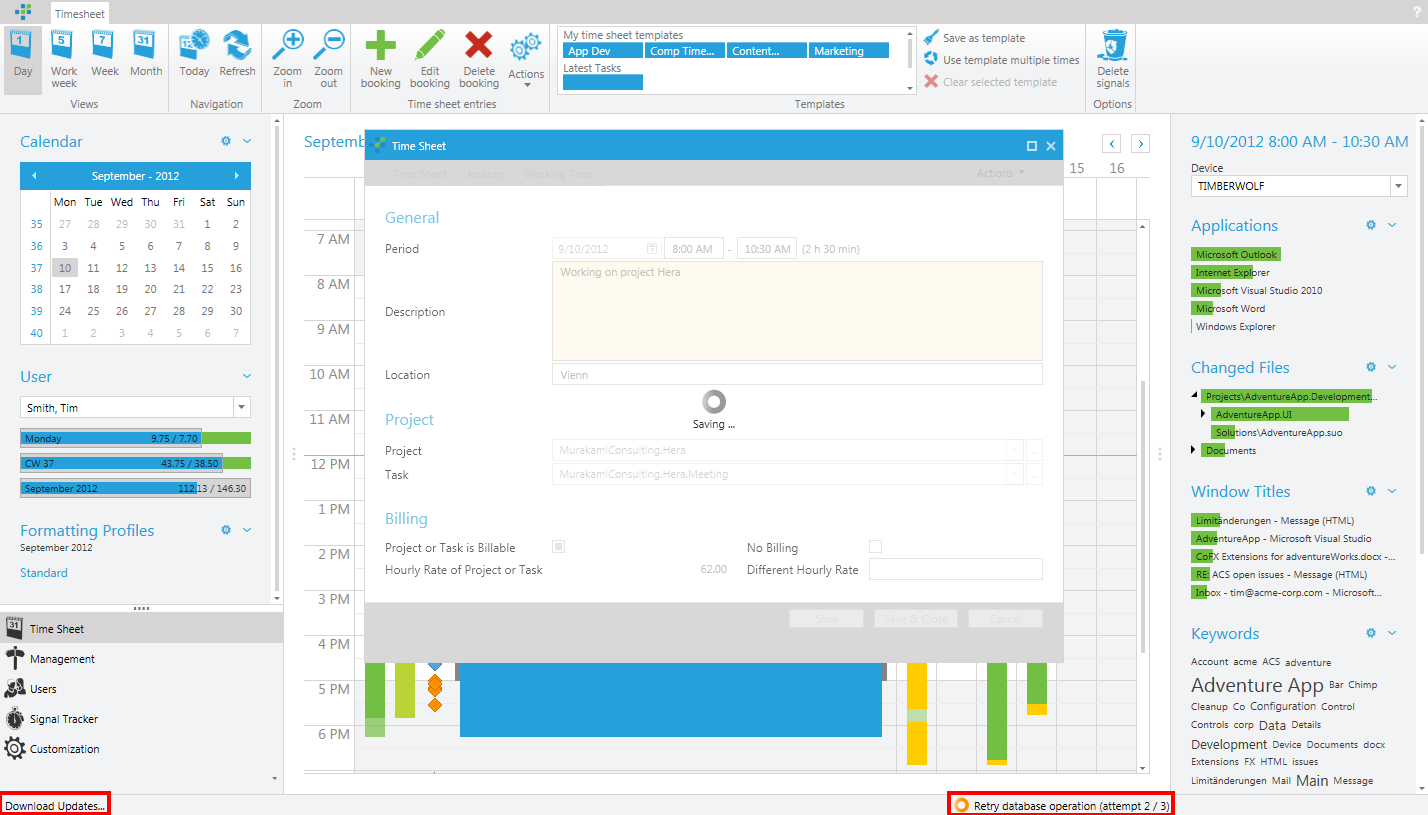 Timesheet
?
1 5 7 31 12
Day Work week Week Month Today Refresh Zoom in Zoom out New booking Edit booking Delete booking Actions
Views Navigation Zoom Time sheet entries
My time sheet templates
App Dev Comp Time... Content... Marketing
Latest Tasks
Templates
Save as template
Use template multiple times
Clear selected template
Delete signals
Options
Calendar
September - 2012
Mon Tue Wed Thu Fri Sat Sun
35 27 28 29 30 31 1 2
36 3 4 5 6 7 8 9
37 10 11 12 13 14 15 16
38 17 18 19 20 21 22 23
39 24 25 26 27 28 29 30
40 1 2 3 4 5 6 7
User
Smith, Tim
Monday 9.75 / 7.70
CW 37 43.75 / 38.50
September 2012 112.13 / 146.30
Formatting Profiles
September 2012
Standard
31 Time Sheet
Management
Users
Signal Tracker
Customization
Septemb
15 16
7 AM
8 AM
9 AM
10 AM
11 AM
12 PM
1 PM
2 PM
3 PM
4 PM
5 PM
6 PM
Time Sheet
Time Sheet Journey Working Time Actions
General
Period 9/10/2012 8:00 AM - 10:30 AM (2 h 30 min)
Working on project Hera
Description
Location Vienn
Saving ...
Project
Project MurakamiConsulting.Hera ...
Task MurakamiConsulting.Hera.Meeting ...
Billing
Project or Task is Billable No Billing
Hourly Rate of Project or Task 62.00 Different Hourly Rate
Save Save & Close Cancel
9/10/2012 8:00 AM - 10:30 AM
Device
TIMBERWOLF
Applications
Microsoft Outlook
Internet Explorer
Microsoft Visual Studio 2010
Microsoft Word
Windows Explorer
Changed Files
Projects\AdventureApp.Development...
AdventureApp.UI
Solutions\AdventureApp.suo
Documents
Window Titles
Limitänderungen - Message (HTML)
AdventureApp - Microsoft Visual Studio
CoFX Extensions for adventureWorks.docx -...
RE: ACS open issues - Message (HTML)
Inbox - tim@acme-corp.com - Microsoft...
Keywords
Account acme ACS adventure
Adventure App Bar Chimp
Cleanup Co Configuration Control
Controls corp Data Details
Development Device Documents docx
Extensions FX HTML issues
Limitänderungen Mail Main Message
Download Updates...
Retry database operation (attempt 2 / 3)